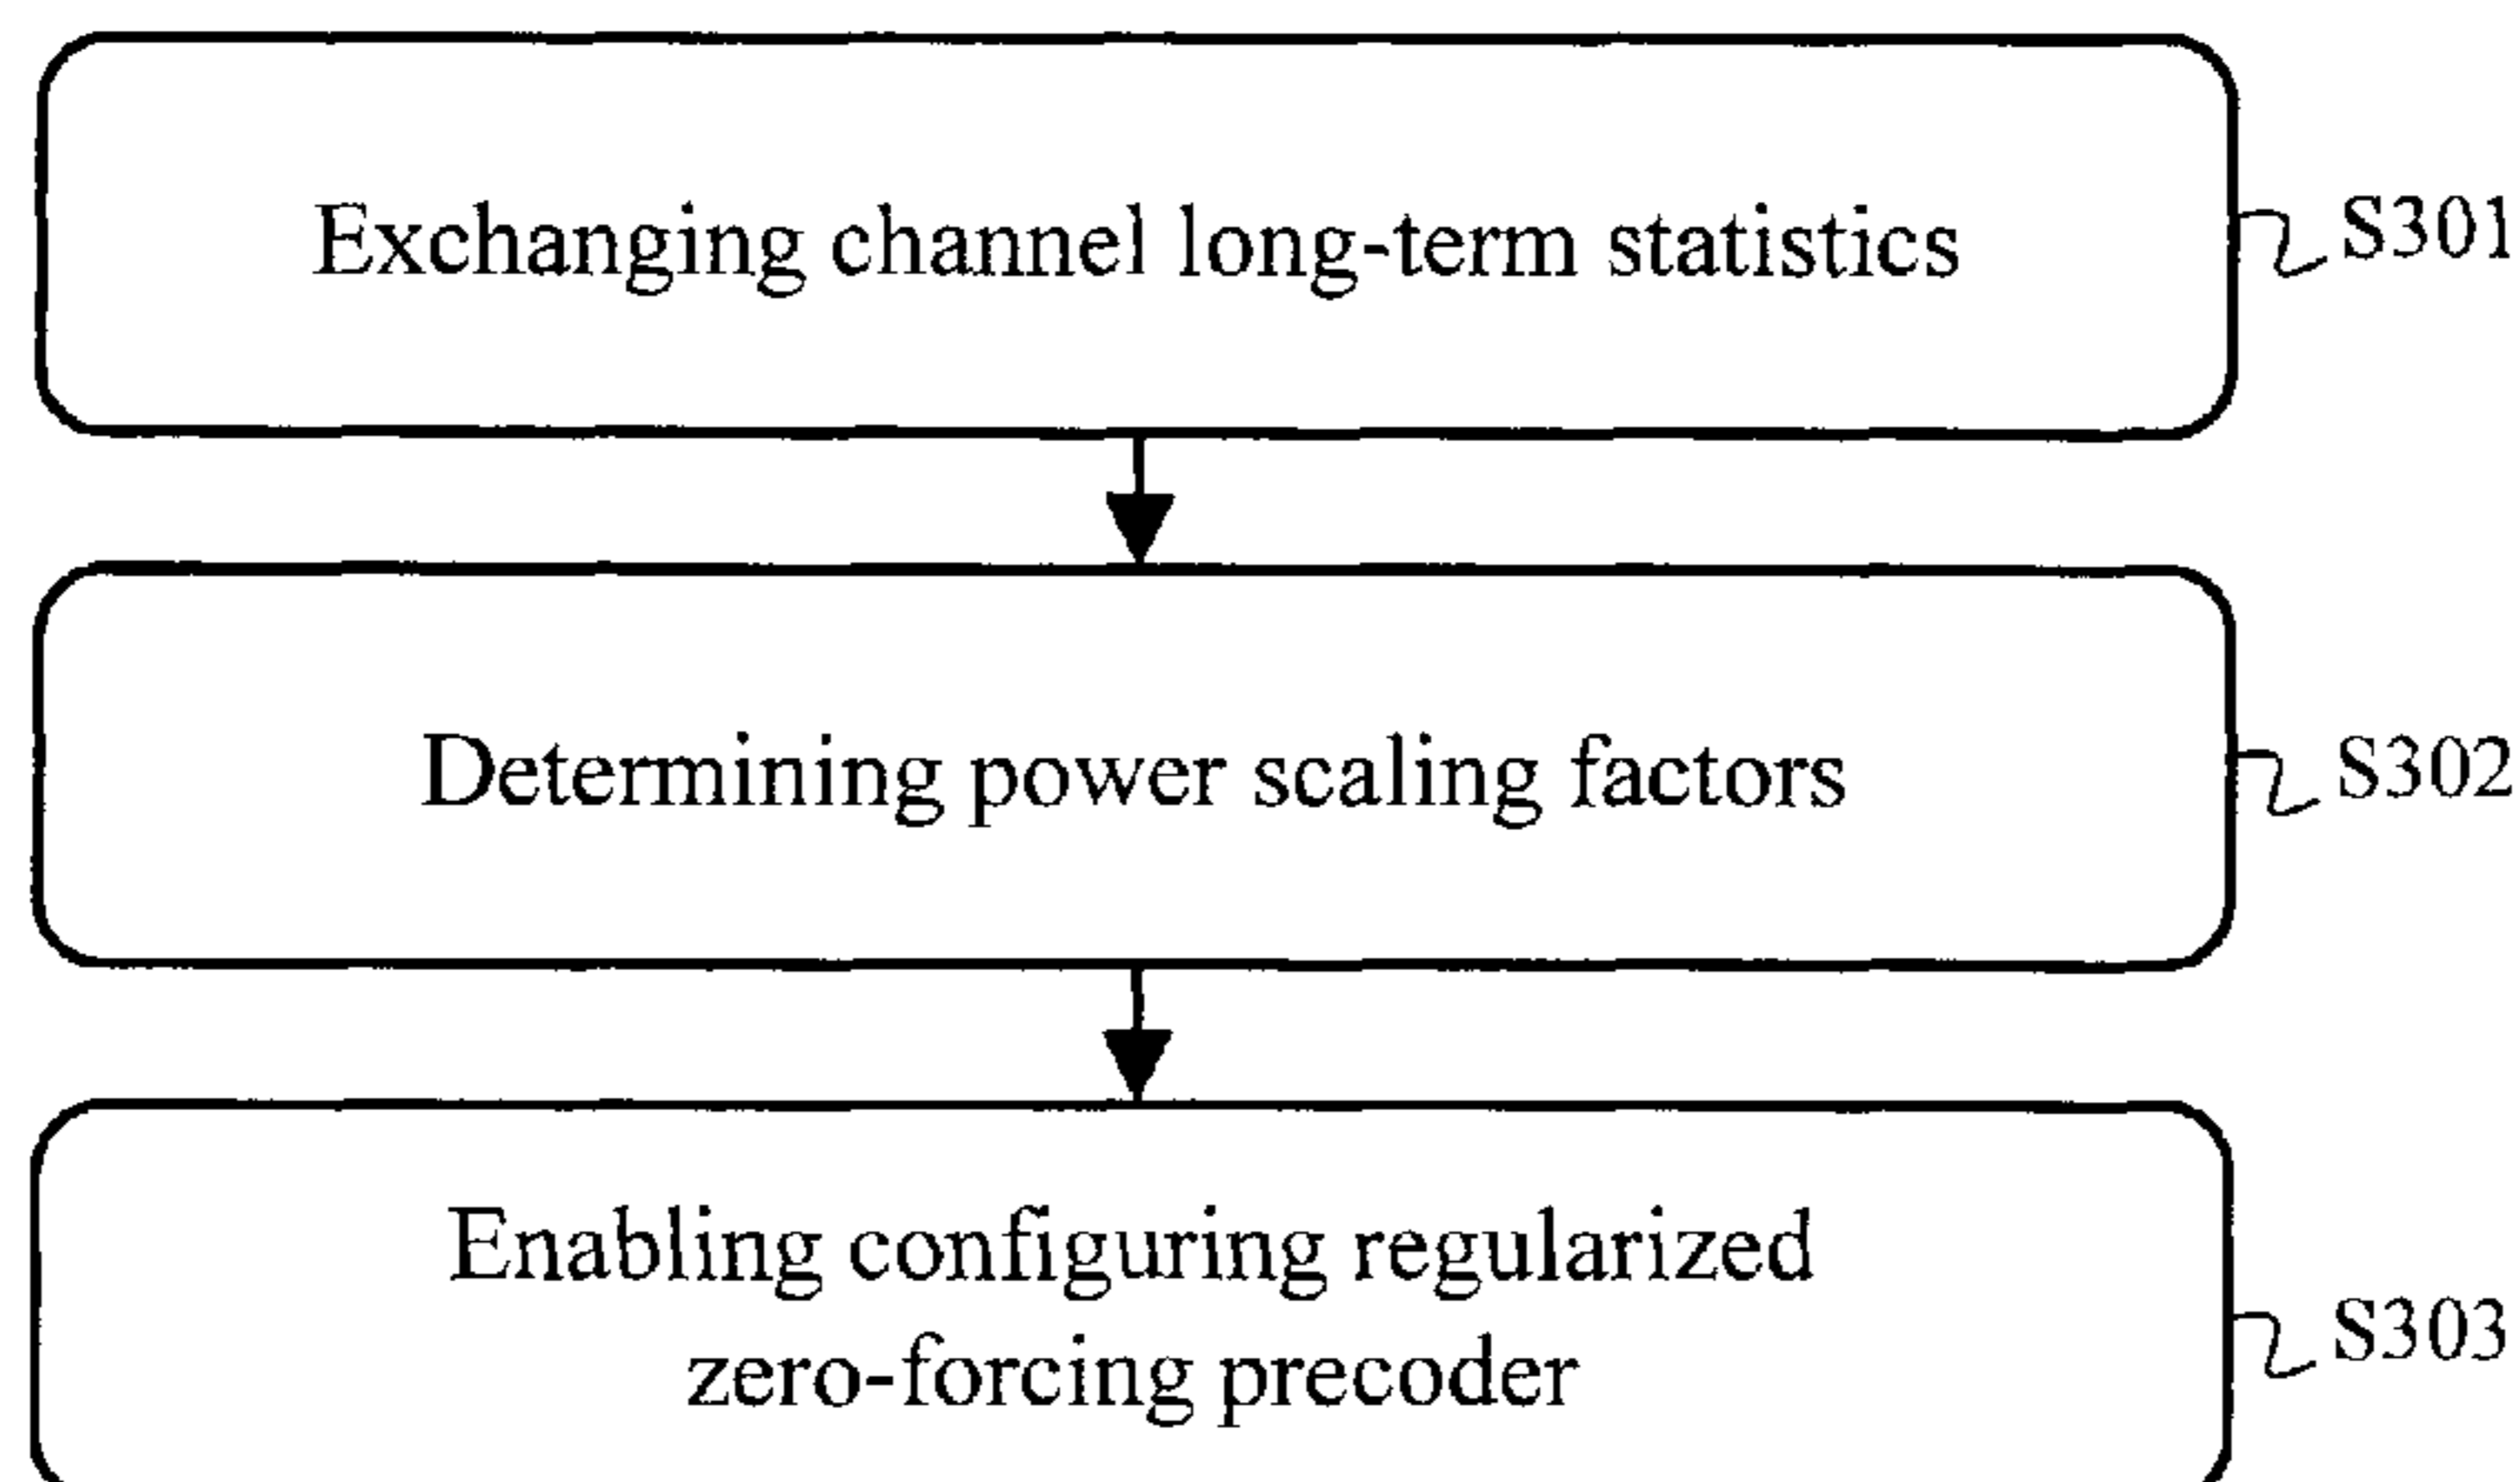 Exchanging channel long-term statistics
S301
Determining power scaling factors
S302
Enabling configuring regularized
zero-forcing precoder
S303